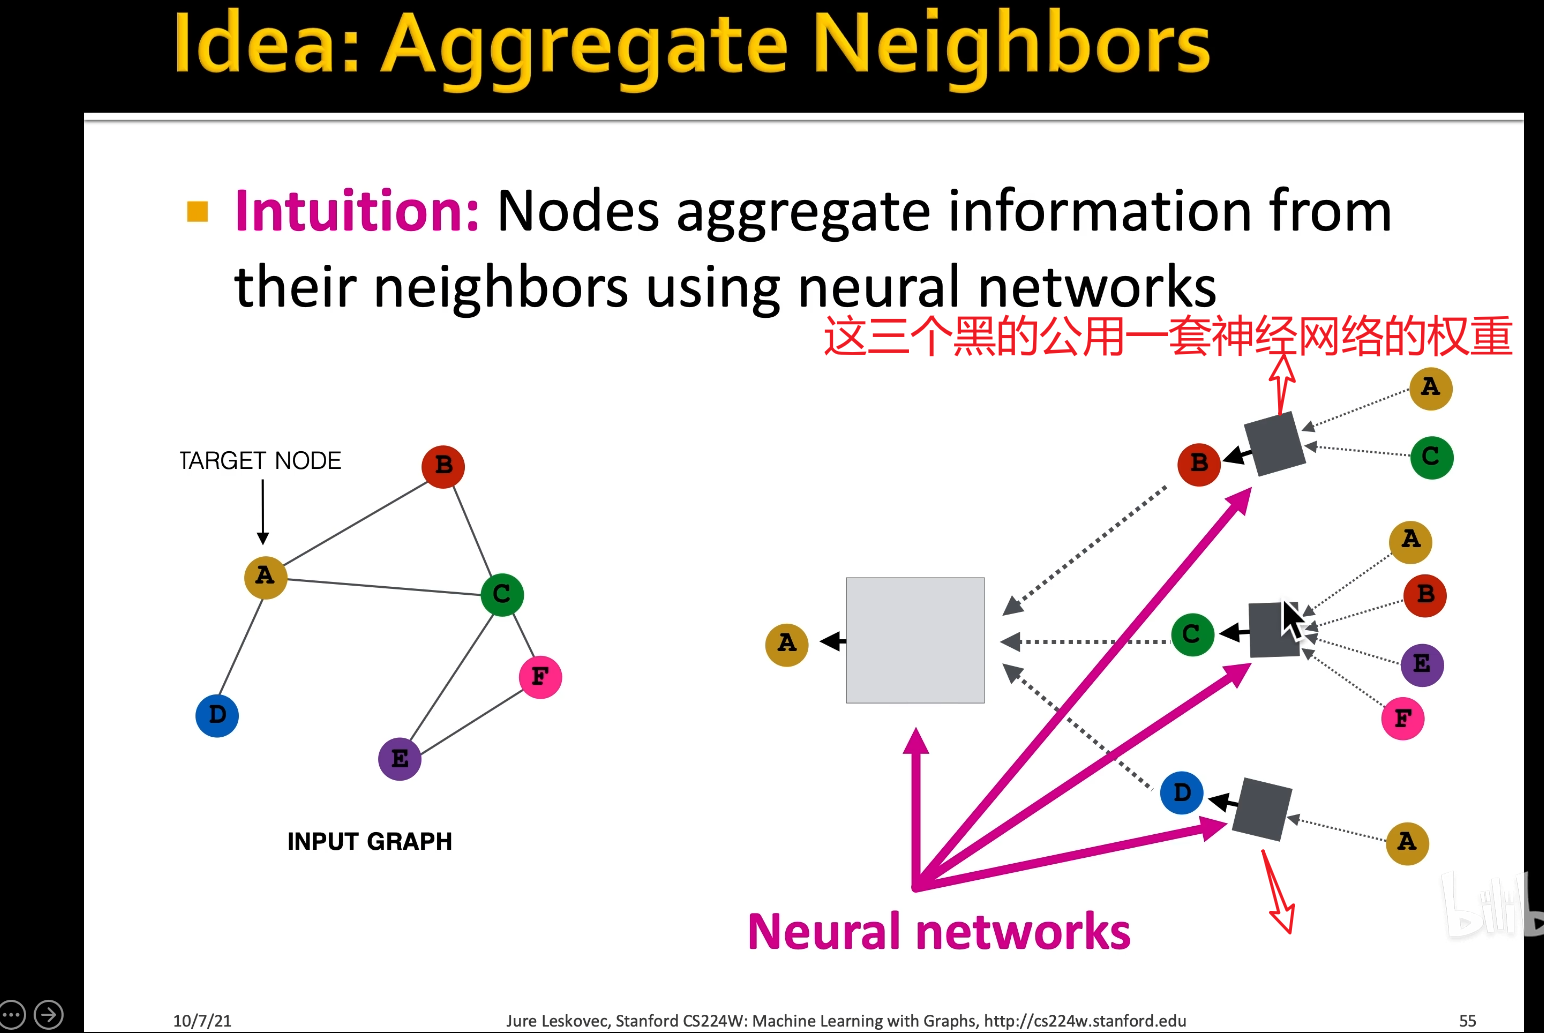 Idea: Aggregate Neighbors
Intuition: Nodes aggregate information from
their neighbors using neural networks
这三个黑的公用一套神经网络的权重
TARGET NODE
B
A
C
F
D
E
INPUT GRAPH
A
B
C
D
A
C
A
B
E
F
A
Neural networks
10/7/21
Jure Leskovec, Stanford CS224W: Machine Learning with Graphs, http://cs224w.stanford.edu
55